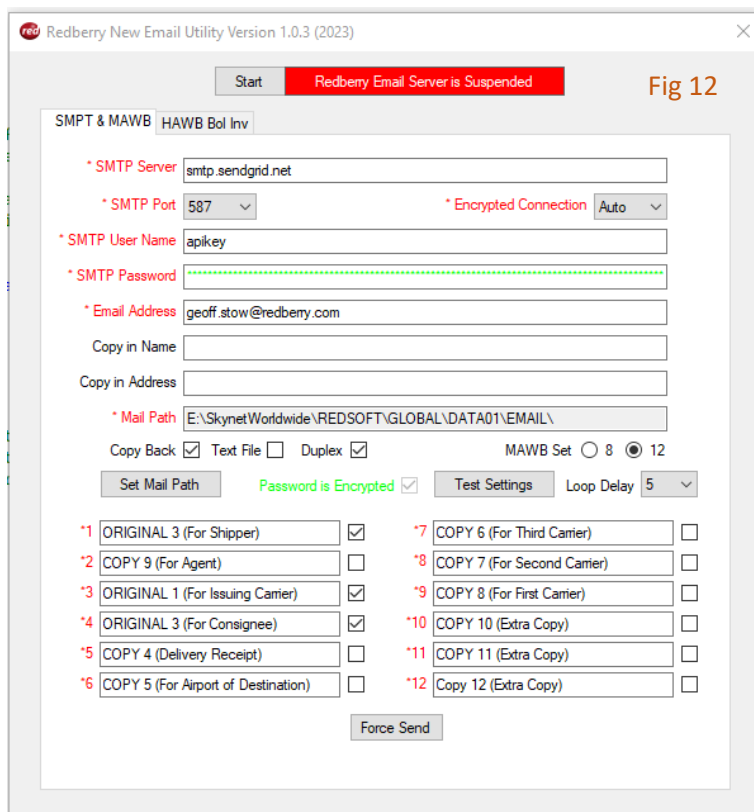 red Redberry New Email Utility Version 1.0.3 (2023)
Start Redberry Email Server is Suspended Fig 12
SMPT & MAWB HAWB Bol Inv
* SMTP Server smtp.sendgrid.net
* SMTP Port 587 * Encrypted Connection Auto
* SMTP User Name apikey
* SMTP Password
* Email Address geoff.stow@redberry.com
Copy in Name
Copy in Address
* Mail Path E:\SkynetWorldwide\REDSOFT\GLOBAL\DATA01\EMAIL\
Copy Back Text File Duplex MAWB Set 8 12
Set Mail Path Password is Encrypted Test Settings Loop Delay 5
*1 ORIGINAL 3 (For Shipper) *7 COPY 6 (For Third Carrier)
*2 COPY 9 (For Agent) *8 COPY 7 (For Second Carrier)
*3 ORIGINAL 1 (For Issuing Carrier) *9 COPY 8 (For First Carrier)
*4 ORIGINAL 3 (For Consignee) *10 COPY 10 (Extra Copy)
*5 COPY 4 (Delivery Receipt) *11 COPY 11 (Extra Copy)
*6 COPY 5 (For Airport of Destination) *12 Copy 12 (Extra Copy)
Force Send